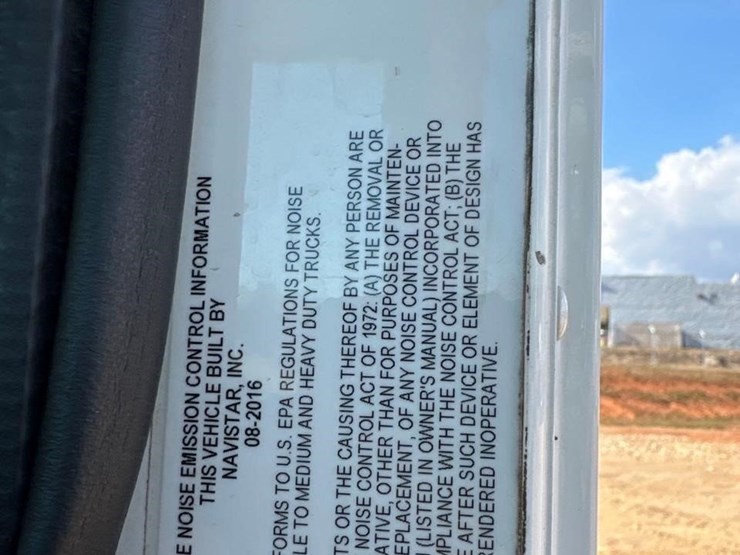 E NOISE EMISSION CONTROL INFORMATION
THIS VEHICLE BUILT BY
NAVISTAR, INC.
08-2016
FORMS TO U.S. EPA REGULATIONS FOR NOISE
LE TO MEDIUM AND HEAVY DUTY TRUCKS.
TS OR THE CAUSING THEREOF BY ANY PERSON ARE
NOISE CONTROL ACT OF 1972: (A) THE REMOVAL OR
ATIVE, OTHER THAN FOR PURPOSES OF MAINTEN-
EPLACEMENT, OF ANY NOISE CONTROL DEVICE OR
(LISTED IN OWNER'S MANUAL) INCORPORATED INTO
MPLIANCE WITH THE NOISE CONTROL ACT; (B) THE
E AFTER SUCH DEVICE OR ELEMENT OF DESIGN HAS
RENDERED INOPERATIVE.